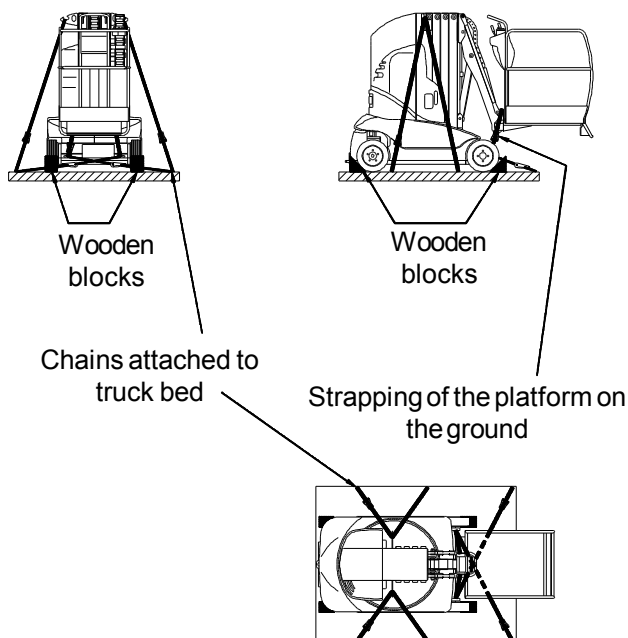 Wooden
blocks
Wooden
blocks
Chains attached to
truck bed
Strapping of the platform on
the ground